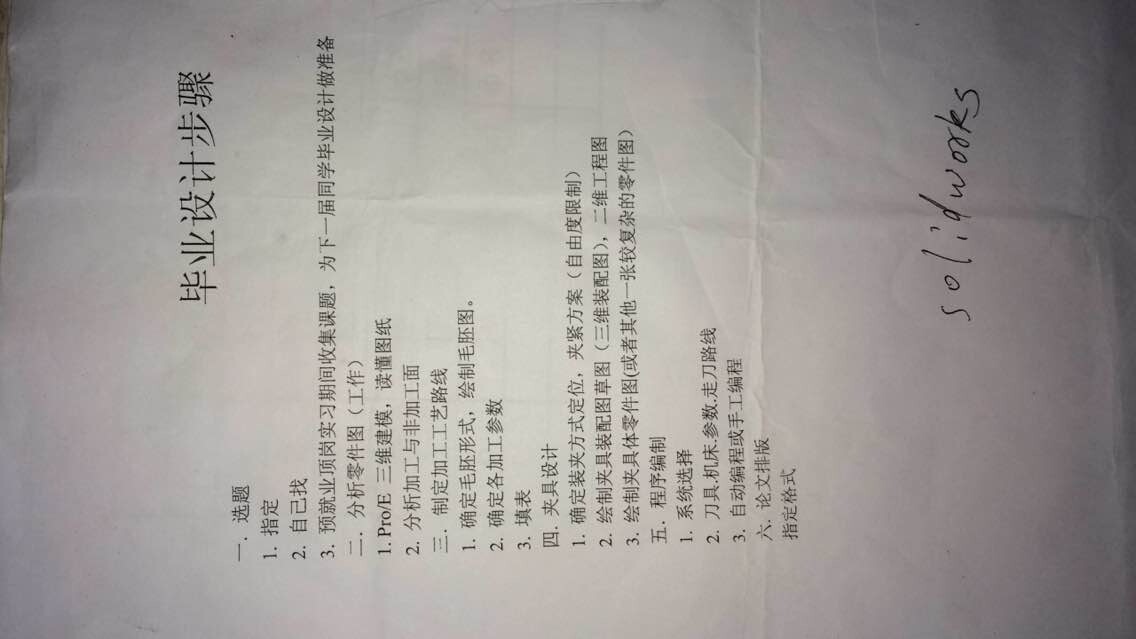 毕业设计步骤
一．选题
1. 指定
2. 自己找
3. 预就业顶岗实习期间收集课题，为下一届同学毕业设计做准备
二．分析零件图（工作）
1. Pro/E 三维建模，读懂图纸
2. 分析加工与非加工面
三．制定加工工艺路线
1. 确定毛胚形式，绘制毛胚图。
2. 确定各加工参数
3. 填表
四．夹具设计
1. 确定装夹方式定位，夹紧方案（自由度限制）
2. 绘制夹具装配图草图（三维装配图），二维工程图
3. 绘制夹具体零件图(或者其他一张较复杂的零件图）
五．程序编制
1. 系统选择
2. 刀具.机床.参数.走刀路线
3. 自动编程或手工编程
六．论文排版
指定格式
solidworks